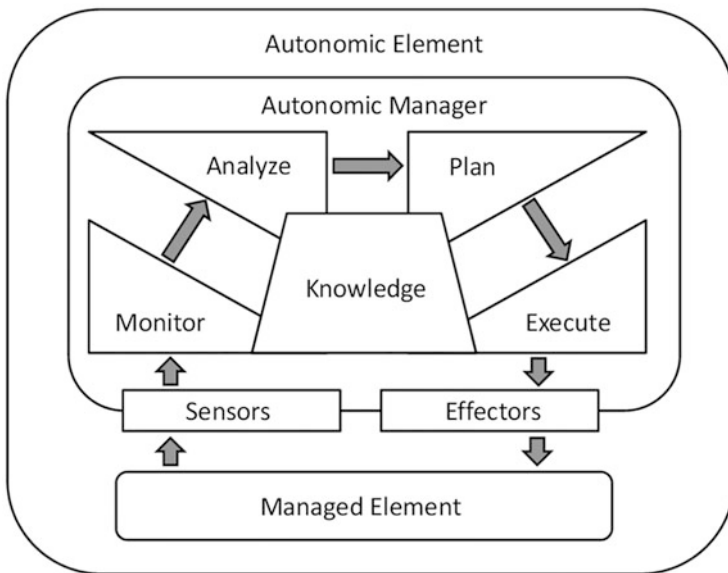 Autonomic Element
Autonomic Manager
Analyze
Plan
Knowledge
Monitor
Execute
Sensors
Effectors
Managed Element